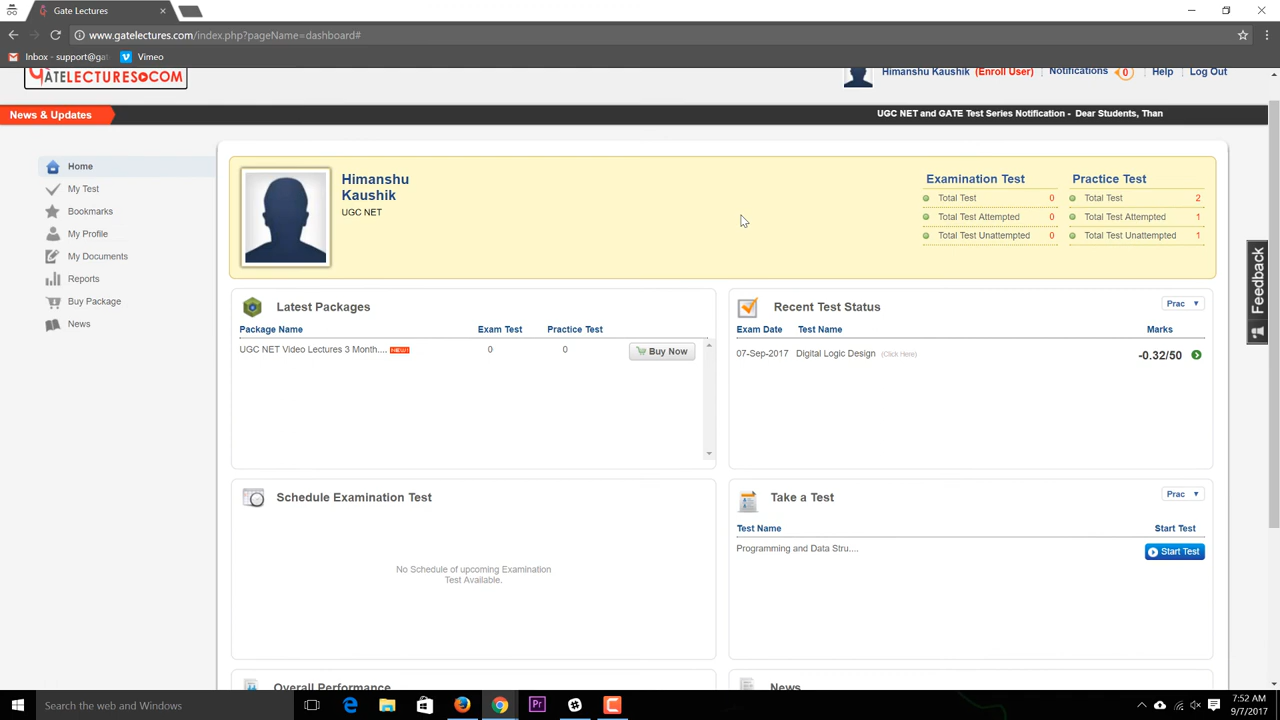 Gate Lectures
www.gatelectures.com/index.php?pageName=dashboard#
Inbox - support@gat
Vimeo
GATELECTURES.COM
Himanshu Kaushik (Enroll User)
Notifications 0
Help
Log Out
News & Updates
UGC NET and GATE Test Series Notification - Dear Students, Than
Home
My Test
Bookmarks
My Profile
My Documents
Reports
Buy Package
News
Himanshu
Kaushik
UGC NET
Examination Test
Total Test 0
Total Test Attempted 0
Total Test Unattempted 0
Practice Test
Total Test 2
Total Test Attempted 1
Total Test Unattempted 1
Feedback
Latest Packages
Package Name Exam Test Practice Test
UGC NET Video Lectures 3 Month.... NEW! 0 0 Buy Now
Recent Test Status
Prac
Exam Date Test Name Marks
07-Sep-2017 Digital Logic Design (Click Here) -0.32/50
Schedule Examination Test
No Schedule of upcoming Examination
Test Available.
Take a Test
Prac
Test Name Start Test
Programming and Data Stru.... Start Test
Overall Performance
News
Search the web and Windows
7:52 AM
9/7/2017